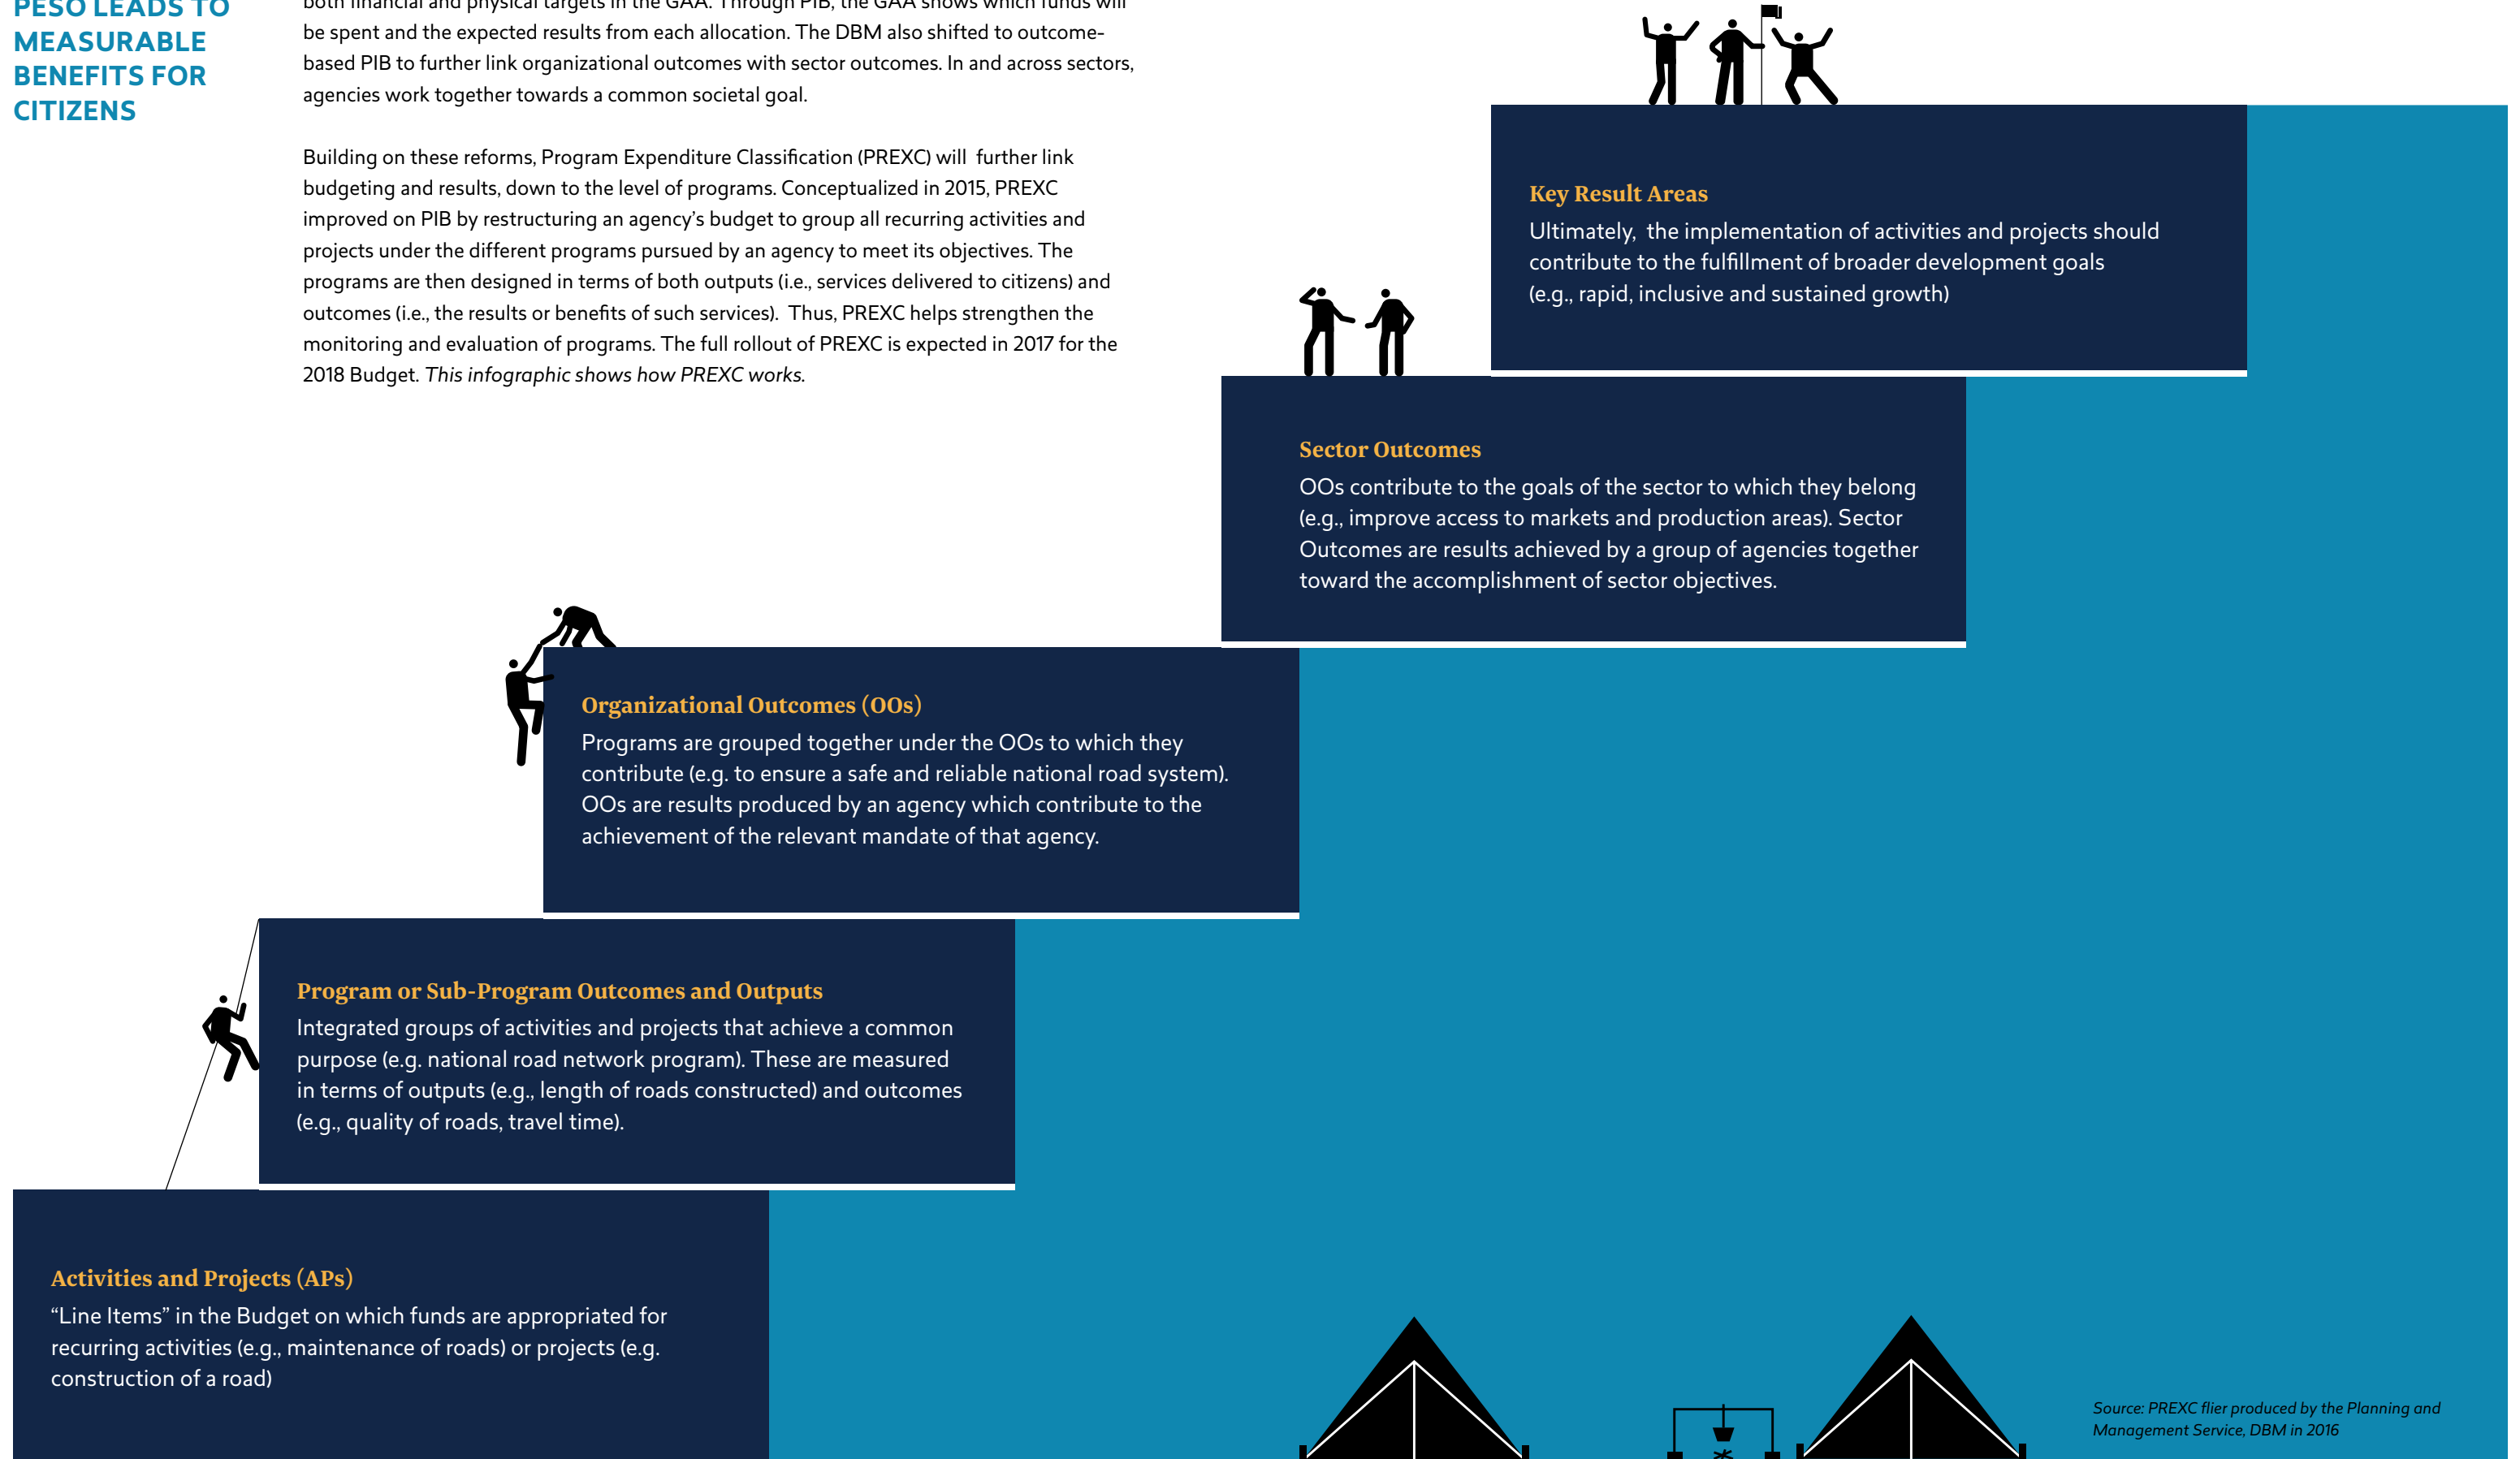 PESO LEADS TO
MEASURABLE
BENEFITS FOR
CITIZENS
both financial and physical targets in the GAA. Through PIB, the GAA shows which funds will
be spent and the expected results from each allocation. The DBM also shifted to outcome-
based PIB to further link organizational outcomes with sector outcomes. In and across sectors,
agencies work together towards a common societal goal.
Building on these reforms, Program Expenditure Classification (PREXC) will further link
budgeting and results, down to the level of programs. Conceptualized in 2015, PREXC
improved on PIB by restructuring an agency's budget to group all recurring activities and
projects under the different programs pursued by an agency to meet its objectives. The
programs are then designed in terms of both outputs (i.e., services delivered to citizens) and
outcomes (i.e., the results or benefits of such services). Thus, PREXC helps strengthen the
monitoring and evaluation of programs. The full rollout of PREXC is expected in 2017 for the
2018 Budget. This infographic shows how PREXC works.
Key Result Areas
Ultimately, the implementation of activities and projects should
contribute to the fulfillment of broader development goals
(e.g., rapid, inclusive and sustained growth)
Sector Outcomes
OOs contribute to the goals of the sector to which they belong
(e.g., improve access to markets and production areas). Sector
Outcomes are results achieved by a group of agencies together
toward the accomplishment of sector objectives.
Organizational Outcomes (OOs)
Programs are grouped together under the OOs to which they
contribute (e.g. to ensure a safe and reliable national road system).
OOs are results produced by an agency which contribute to the
achievement of the relevant mandate of that agency.
Program or Sub-Program Outcomes and Outputs
Integrated groups of activities and projects that achieve a common
purpose (e.g. national road network program). These are measured
in terms of outputs (e.g., length of roads constructed) and outcomes
(e.g., quality of roads, travel time).
Activities and Projects (APs)
“Line Items” in the Budget on which funds are appropriated for
recurring activities (e.g., maintenance of roads) or projects (e.g.
construction of a road)
Source: PREXC flier produced by the Planning and
Management Service, DBM in 2016